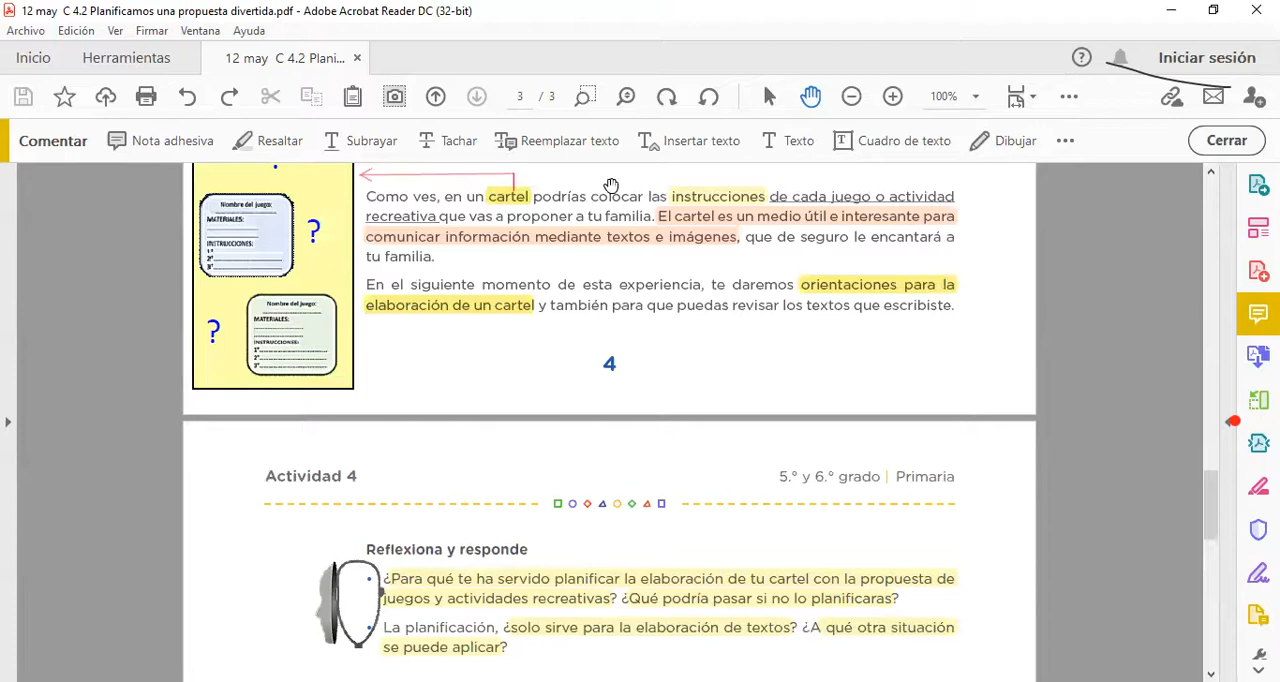 12 may C 4.2 Planificamos una propuesta divertida.pdf - Adobe Acrobat Reader DC (32-bit)
Archivo Edición Ver Firmar Ventana Ayuda
Inicio Herramientas 12 may C 4.2 Plani... × Iniciar sesión
3 / 3 100%
Comentar Nota adhesiva Resaltar Subrayar Tachar Reemplazar texto Insertar texto Texto Cuadro de texto Dibujar Cerrar
Como ves, en un cartel podrías colocar las instrucciones de cada juego o actividad
recreativa que vas a proponer a tu familia. El cartel es un medio útil e interesante para
comunicar información mediante textos e imágenes, que de seguro le encantará a
tu familia.
En el siguiente momento de esta experiencia, te daremos orientaciones para la
elaboración de un cartel y también para que puedas revisar los textos que escribiste.
Nombre del juego:
MATERIALES:
INSTRUCCIONES:
1°
2°
3°
?
Nombre del juego:
MATERIALES:
INSTRUCCIONES:
1°
2°
3°
?
4
Actividad 4 5.° y 6.° grado | Primaria
Reflexiona y responde
• ¿Para qué te ha servido planificar la elaboración de tu cartel con la propuesta de
juegos y actividades recreativas? ¿Qué podría pasar si no lo planificaras?
• La planificación, ¿solo sirve para la elaboración de textos? ¿A qué otra situación
se puede aplicar?